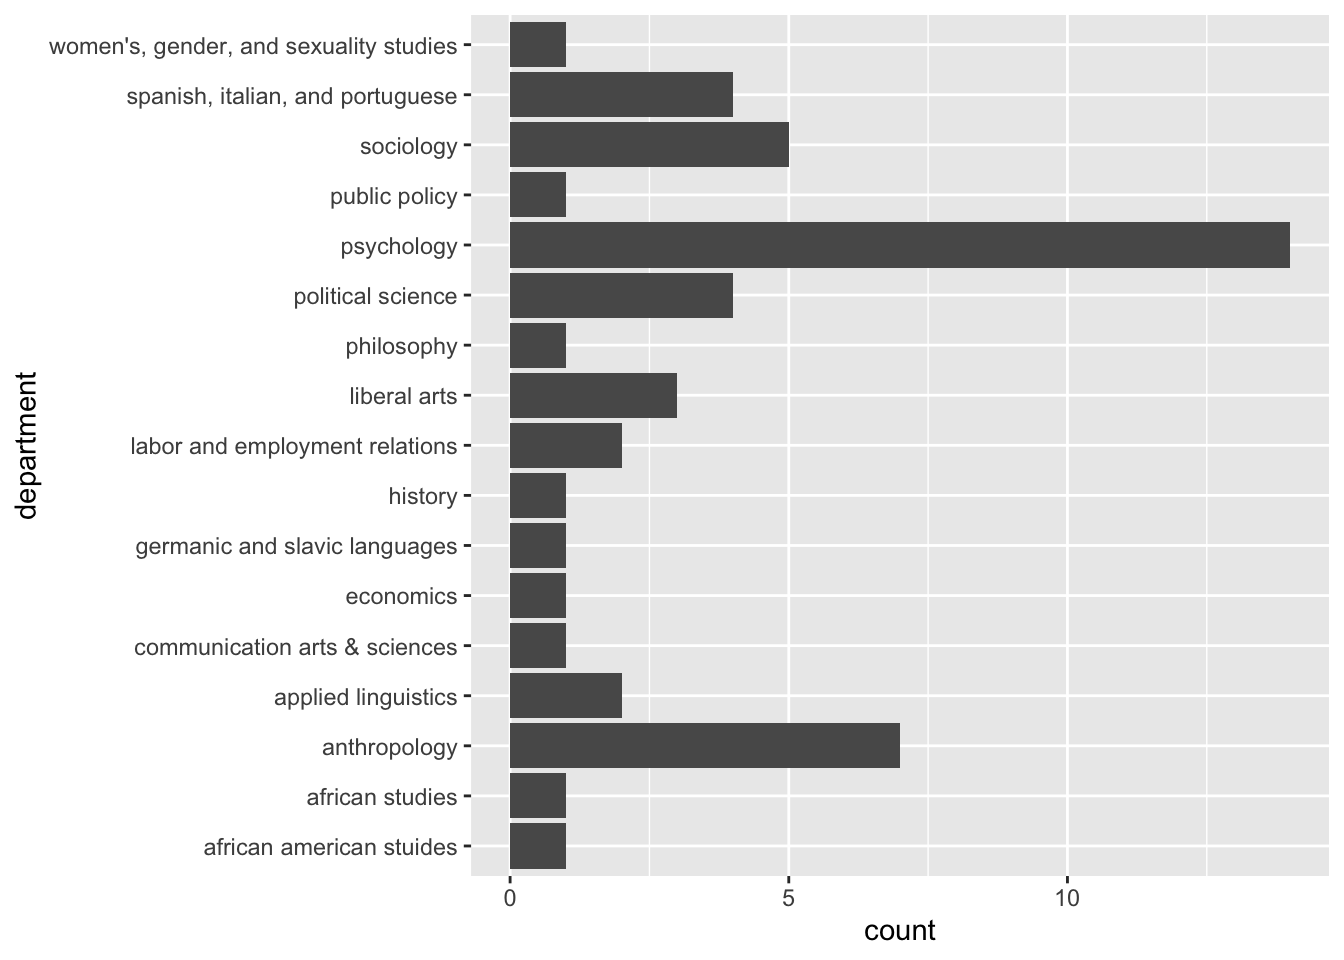 women's, gender, and sexuality studies
spanish, italian, and portuguese
sociology
public policy
psychology
political science
philosophy
liberal arts
labor and employment relations
history
germanic and slavic languages
economics
communication arts & sciences
applied linguistics
anthropology
african studies
african american stuides
department
0 5 10
count